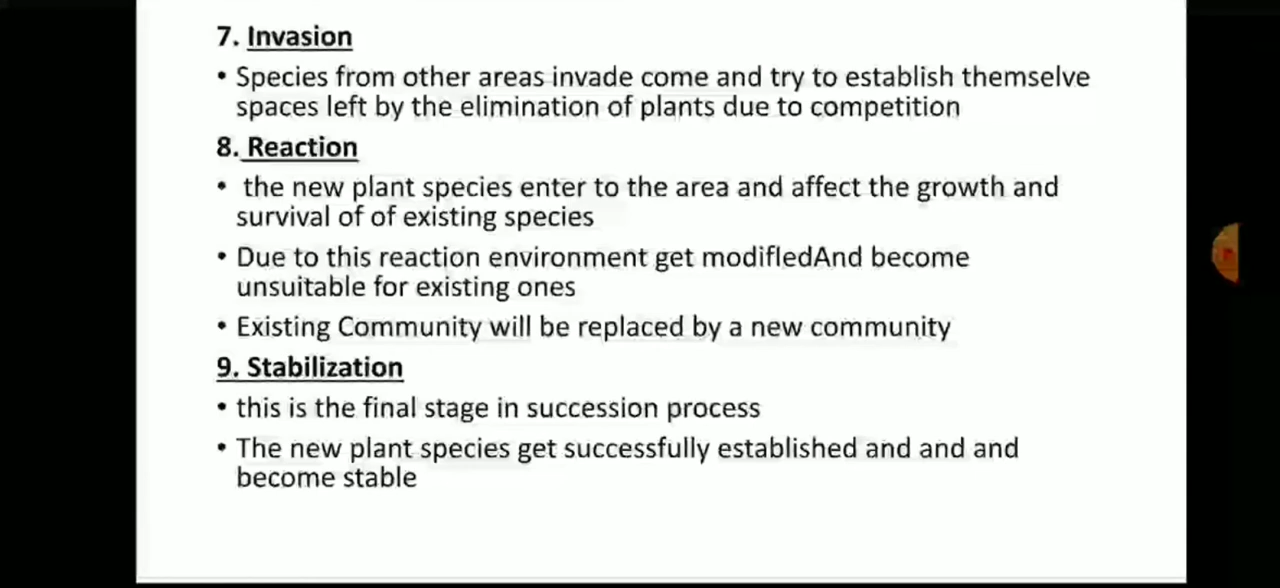 7. Invasion
• Species from other areas invade come and try to establish themselve
spaces left by the elimination of plants due to competition
8. Reaction
• the new plant species enter to the area and affect the growth and
survival of of existing species
• Due to this reaction environment get modifledAnd become
unsuitable for existing ones
• Existing Community will be replaced by a new community
9. Stabilization
• this is the final stage in succession process
• The new plant species get successfully established and and and
become stable